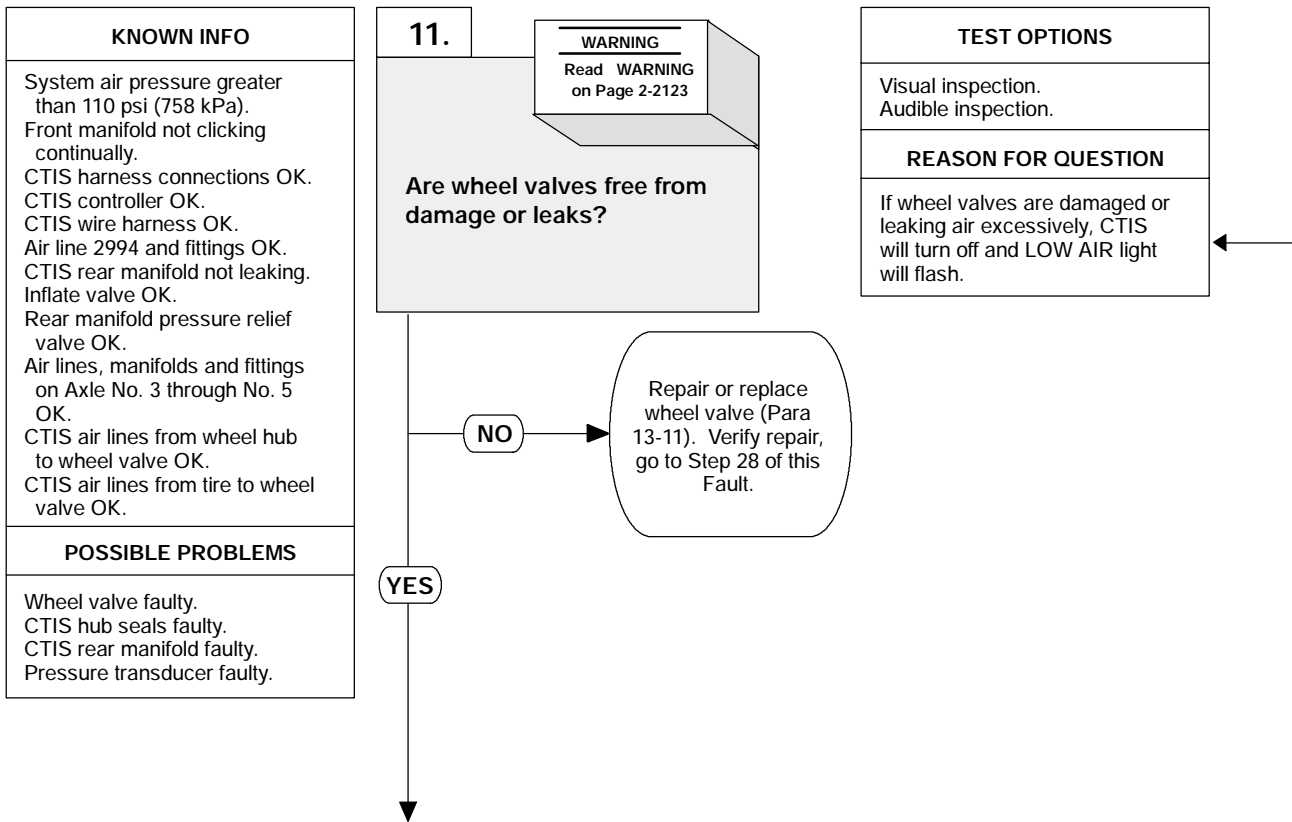 KNOWN INFO
System air pressure greater
than 110 psi (758 kPa).
Front manifold not clicking
continually.
CTIS harness connections OK.
CTIS controller OK.
CTIS wire harness OK.
Air line 2994 and fittings OK.
CTIS rear manifold not leaking.
Inflate valve OK.
Rear manifold pressure relief
valve OK.
Air lines, manifolds and fittings
on Axle No. 3 through No. 5
OK.
CTIS air lines from wheel hub
to wheel valve OK.
CTIS air lines from tire to wheel
valve OK.
POSSIBLE PROBLEMS
Wheel valve faulty.
CTIS hub seals faulty.
CTIS rear manifold faulty.
Pressure transducer faulty.
11.
WARNING
Read WARNING
on Page 2-2123
Are wheel valves free from
damage or leaks?
NO
Repair or replace
wheel valve (Para
13-11). Verify repair,
go to Step 28 of this
Fault.
YES
TEST OPTIONS
Visual inspection.
Audible inspection.
REASON FOR QUESTION
If wheel valves are damaged or
leaking air excessively, CTIS
will turn off and LOW AIR light
will flash.